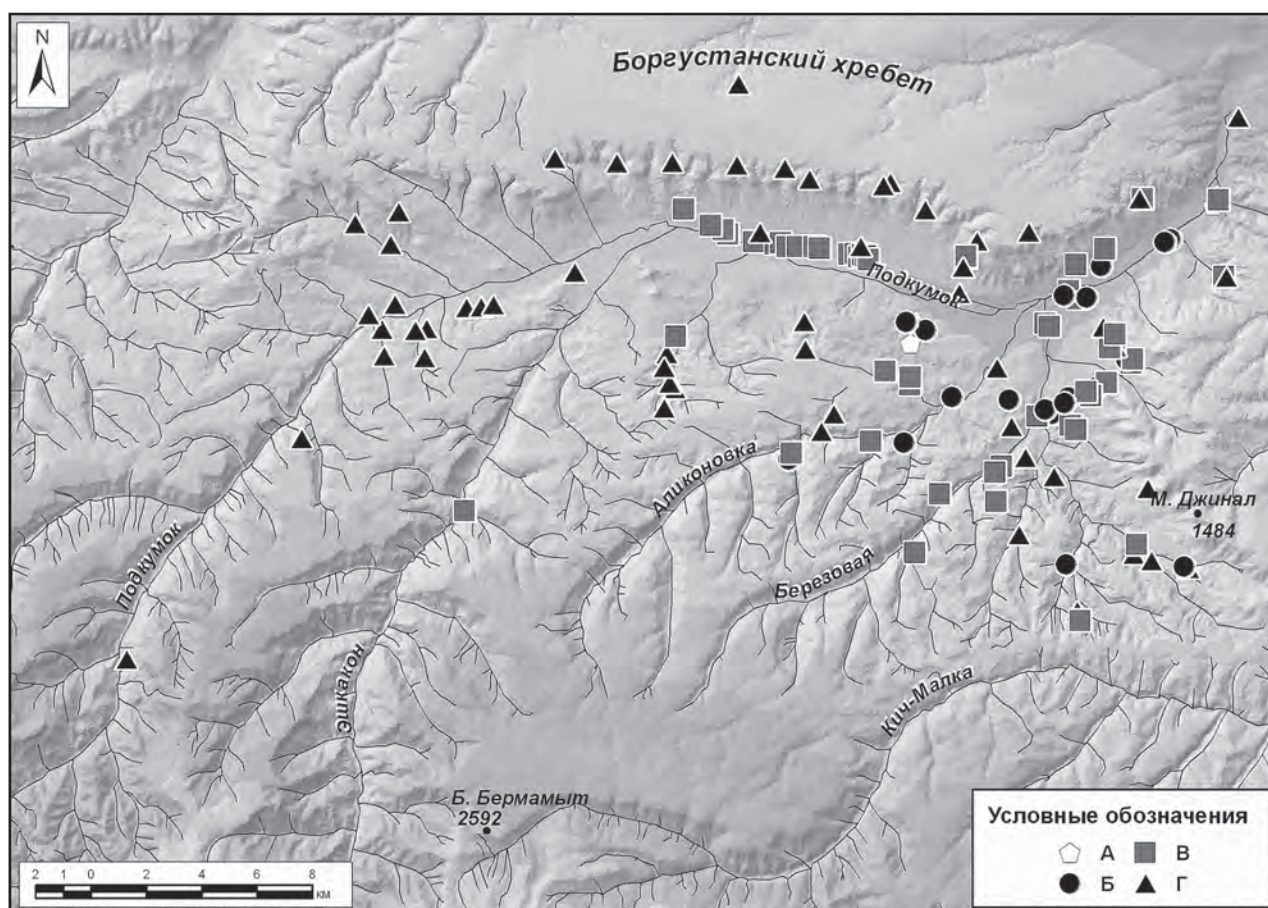 N
Боргустанский хребет
Подкумок
Аликоновка
М. Джинал
1484
Подкумок
Березовая
Эшкакон
Кич-Малка
Б. Бермамыт
2592
Условные обозначения
А В
Б Г
2 1 0 2 4 6 8
км